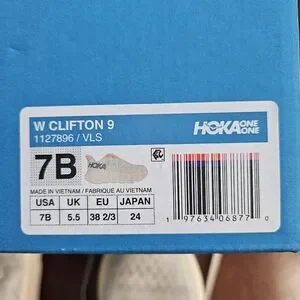 W CLIFTON 9
1127896 / VLS
HOKA ONE ONE
7B
MADE IN VIETNAM / FABRIQUÉ AU VIETNAM
USA UK EU JAPAN
7B 5.5 38 2/3 24
1 97634 06877 0